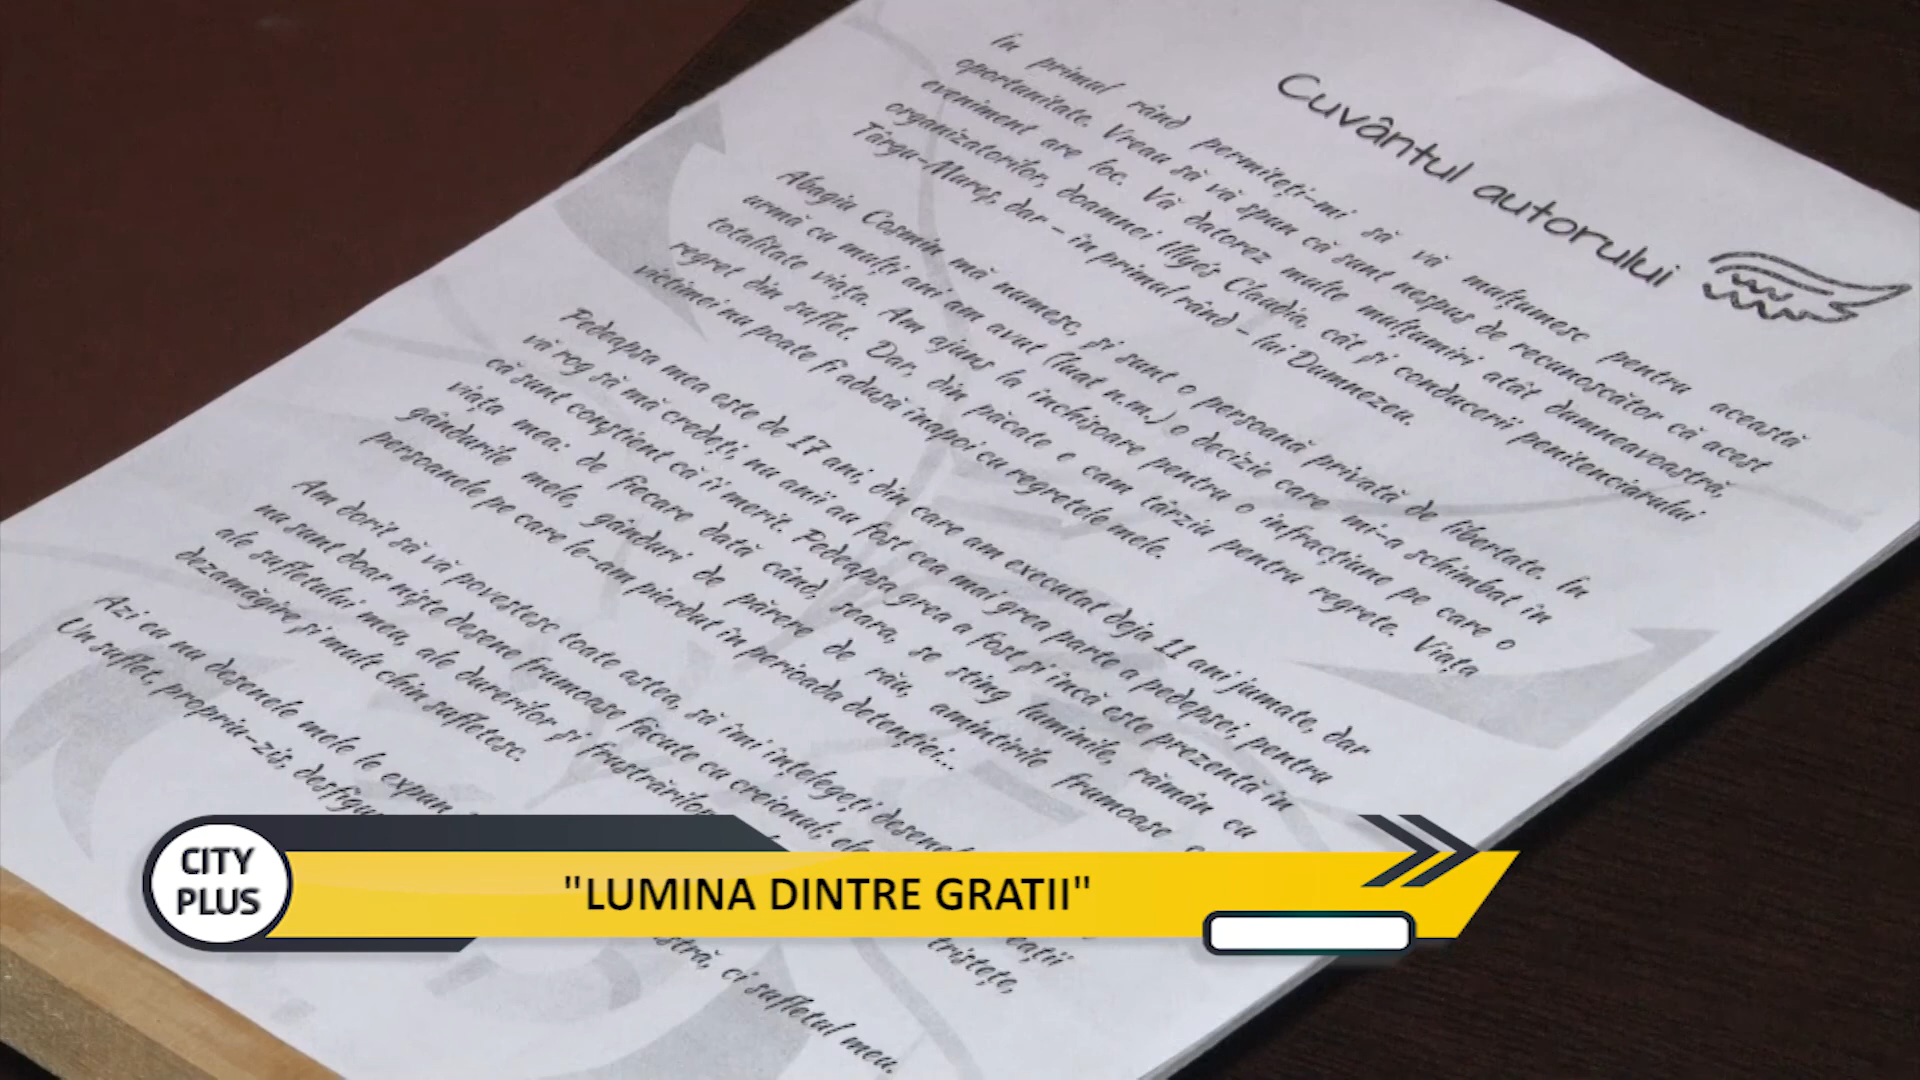 Cuvântul autorului
În primul rând permiteți-mi să vă mulțumesc pentru această
oportunitate. Vreau să vă spun că sunt nespus de recunoscător că acest
eveniment are loc. Vă datorez multe mulțumiri atât dumneavoastră,
organizatorilor, doamnei Illyés Claudia, cât și conducerii penitenciarului
Târgu-Mureș, dar - în primul rând - lui Dumnezeu.
Abagiu Cosmin mă numesc, și sunt o persoană privată de libertate. În
urmă cu mulți ani am avut (luat n.m.) o decizie care mi-a schimbat în
totalitate viața. Am ajuns la închisoare pentru o infracțiune pe care o
regret din suflet. Dar, din păcate e cam târziu pentru regrete. Viața
victimei nu poate fi adusă înapoi cu regretele mele.
Pedeapsa mea este de 17 ani, din care am executat deja 11 ani jumate, dar
vă rog să mă credeți, nu anii au fost cea mai grea parte a pedepsei, pentru
că sunt conștient că îi merit. Pedeapsa grea a fost și încă este prezentă în
viața mea: de fiecare dată când, seara, se sting luminile, rămân cu
gândurile mele, gânduri de părere de rău, amintirile frumoase
persoanele pe care le-am pierdut în perioada detenției...
Am dorit să vă povestesc toate astea, să îmi înțelegeți
nu sunt doar niște desene frumoase făcute cu creionul; ele
ale sufletului meu, ale durerilor și frustrărilor
tristețe,
dezamăgire și mult chin sufletesc.
Azi eu nu desenele mele le expun
ci sufletul meu.
Un suflet, propriu-zis,
CITY
PLUS
"LUMINA DINTRE GRATII"